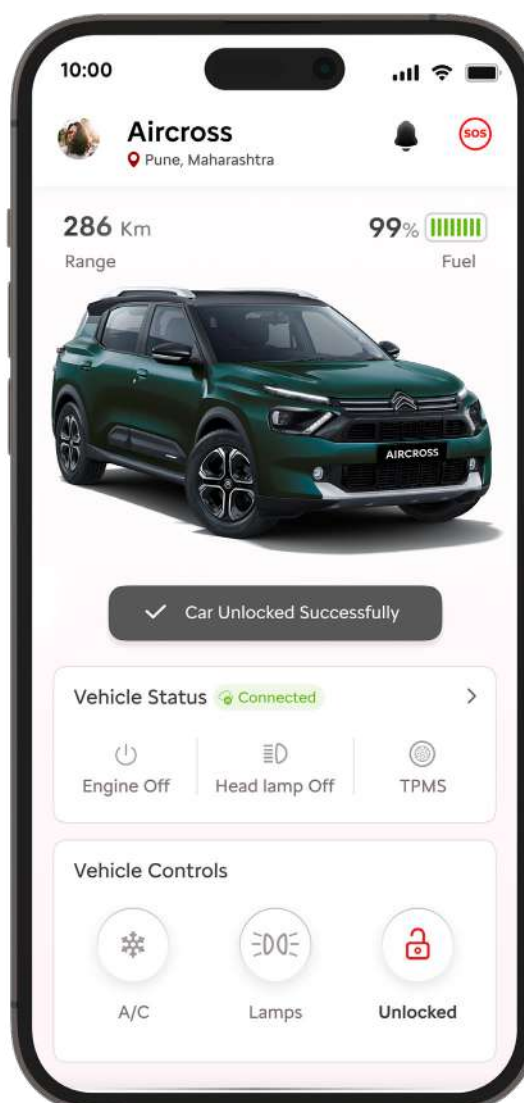 10:00
Aircross
SOS
Pune, Maharashtra
286 Km
99%
Range
Fuel
AIRCROSS
Car Unlocked Successfully
Vehicle Status Connected
Engine Off
Head lamp Off
TPMS
Vehicle Controls
A/C
Lamps
Unlocked